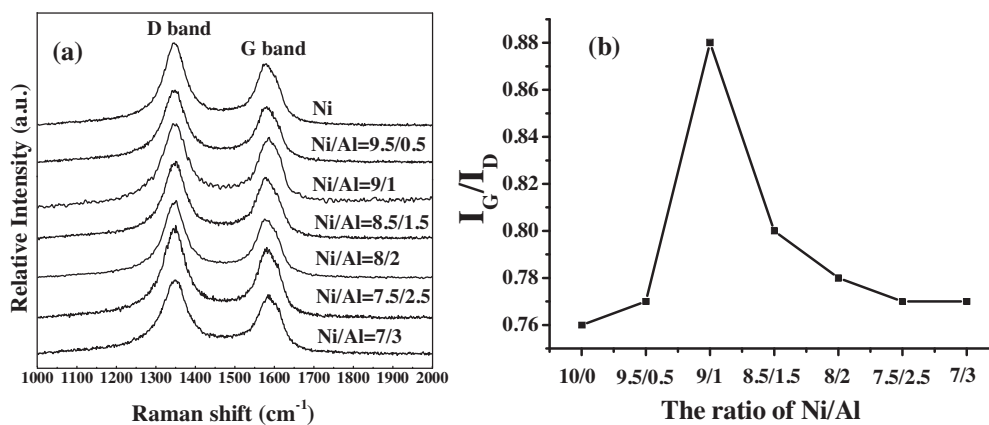 (a)
D band
G band
Ni
Ni/Al=9.5/0.5
Ni/Al=9/1
Ni/Al=8.5/1.5
Ni/Al=8/2
Ni/Al=7.5/2.5
Ni/Al=7/3
Relative Intensity (a.u.)
1000 1100 1200 1300 1400 1500 1600 1700 1800 1900 2000
Raman shift (cm⁻¹)
(b)
I_G/I_D
0.88
0.86
0.84
0.82
0.80
0.78
0.76
10/0 9.5/0.5 9/1 8.5/1.5 8/2 7.5/2.5 7/3
The ratio of Ni/Al